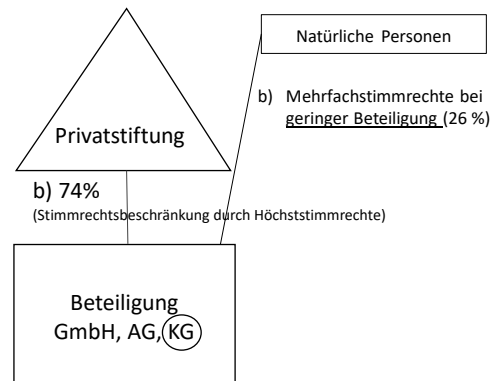 Natürliche Personen
b) Mehrfachstimmrechte bei
geringer Beteiligung (26 %)
Privatstiftung
b) 74%
(Stimmrechtsbeschränkung durch Höchststimmrechte)
Beteiligung
GmbH, AG, KG